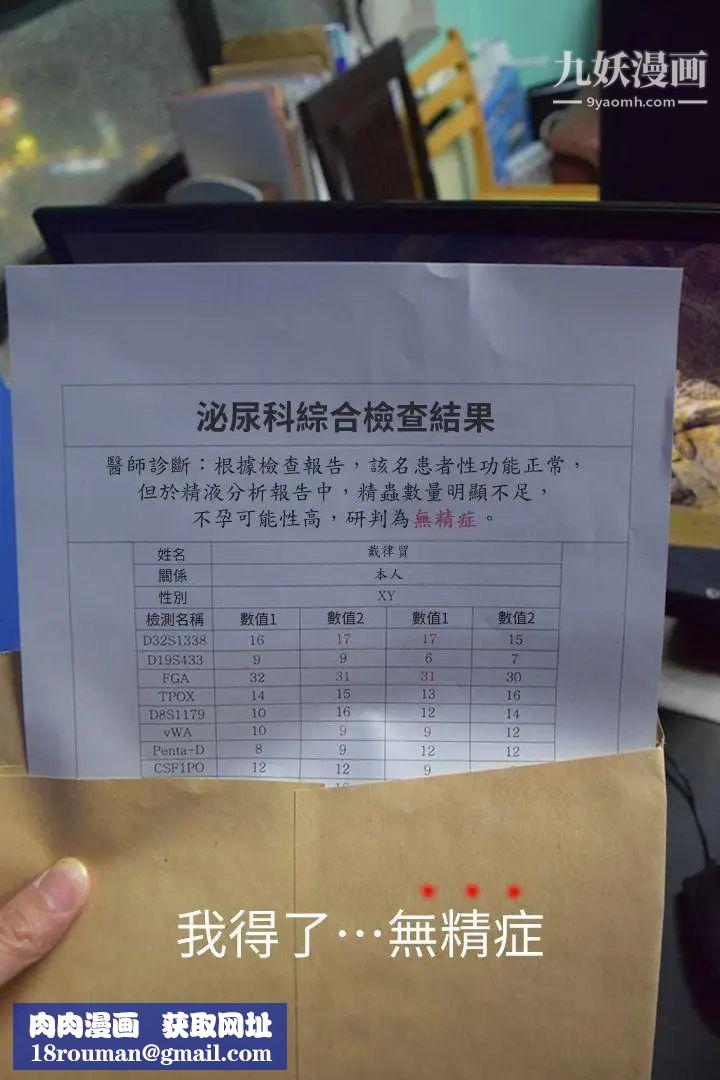 九妖漫画
9yaomh.com
泌尿科綜合檢查結果
醫師診斷：根據檢查報告，該名患者性功能正常，
但於精液分析報告中，精蟲數量明顯不足，
不孕可能性高，研判為無精症。
姓名 戴律貿
關係 本人
性別 XY
檢測名稱 數值1 數值2 數值1 數值2
D32S1338 16 17 17 15
D19S433 9 9 6 7
FGA 32 31 31 30
TPOX 14 15 13 16
D8S1179 10 16 12 14
vWA 10 9 9 12
Penta-D 8 9 12 12
CSF1PO 12 12 9
我得了…無精症
肉肉漫画 获取网址
18rouman@gmail.com